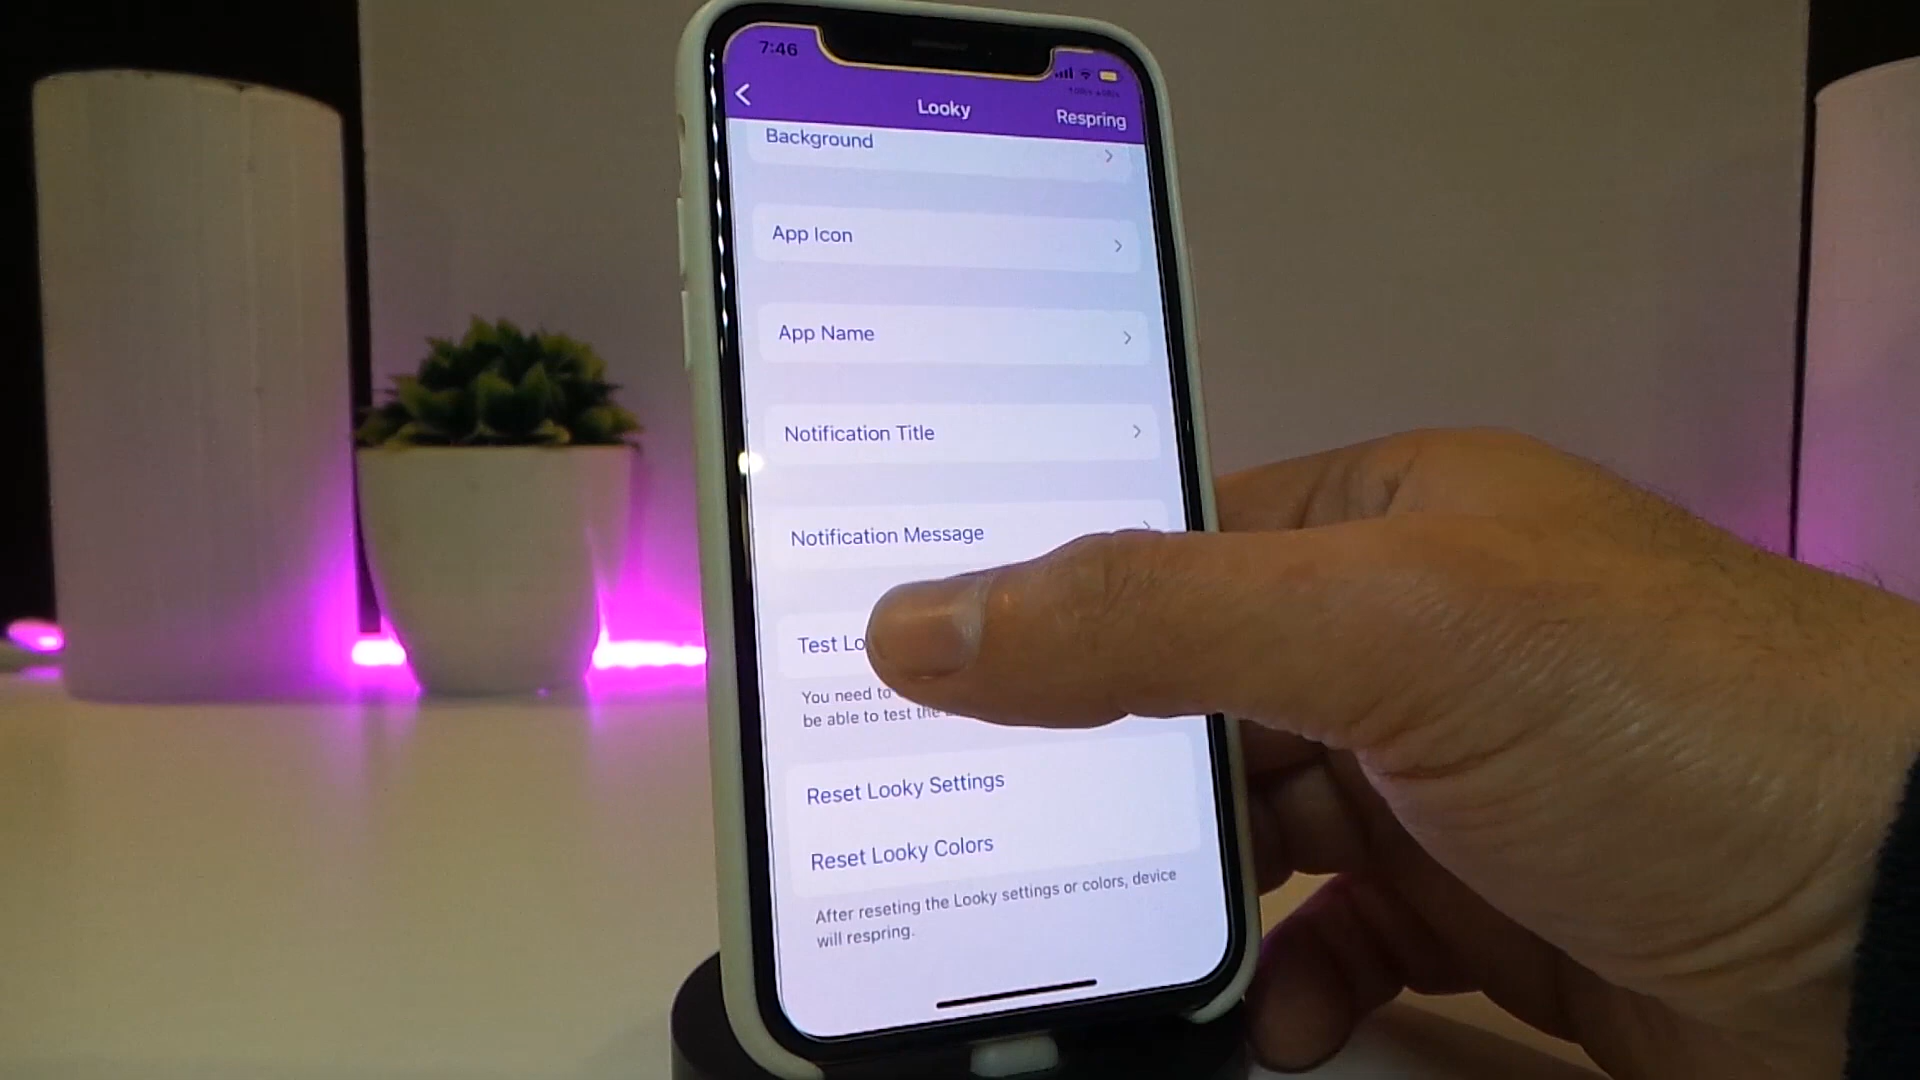 7:46
Looky
Respring
Background
App Icon
App Name
Notification Title
Notification Message
Test Lo
You need to
be able to test the
Reset Looky Settings
Reset Looky Colors
After reseting the Looky settings or colors, device
will respring.